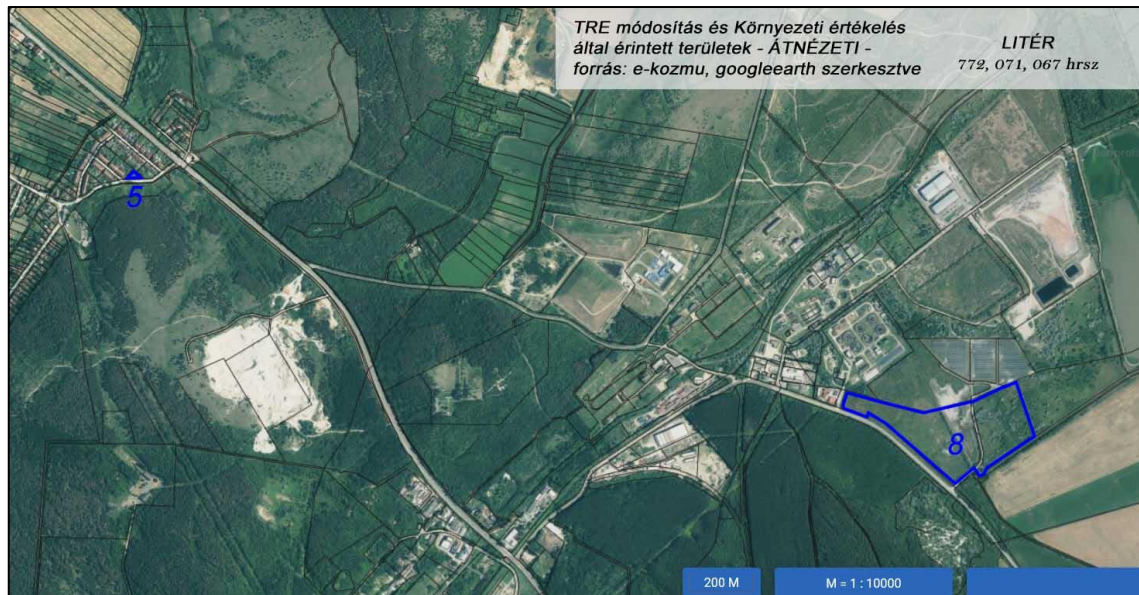 TRE módosítás és Környezeti értékelés
által érintett területek - ÁTNÉZETI -
forrás: e-kozmu, googleearth szerkesztve
LITÉR
772, 071, 067 hrsz
5
8
200 M
M = 1 : 10000